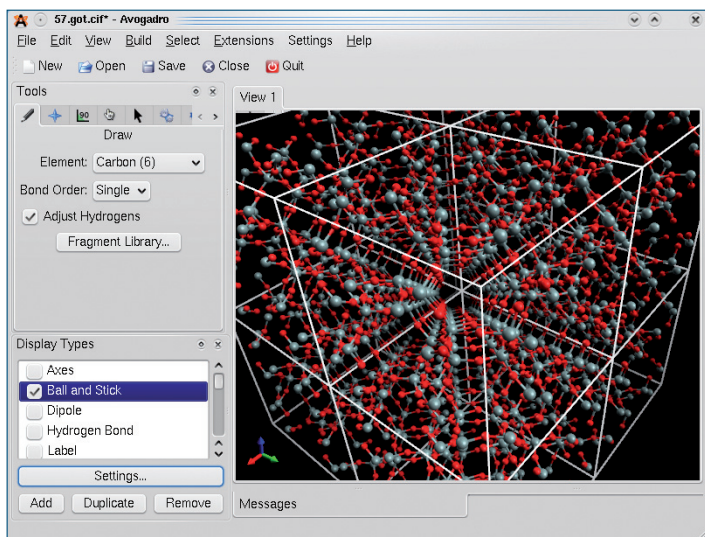 57.got.cif* - Avogadro
File Edit View Build Select Extensions Settings Help
New Open Save Close Quit
Tools
90
Draw
Element: Carbon (6)
Bond Order: Single
Adjust Hydrogens
Fragment Library...
Display Types
Axes
Ball and Stick
Dipole
Hydrogen Bond
Label
Settings...
Add Duplicate Remove
View 1
Messages